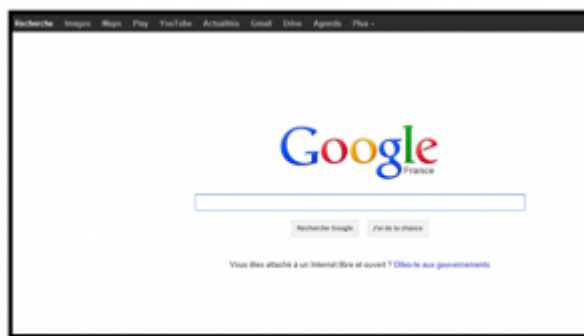 Recherche Images Maps Play YouTube Actualités Gmail Drive Agenda Plus
Google
France
Recherche Google J'ai de la chance
Vous êtes attaché à un Internet libre et ouvert ? Dites-le aux gouvernements